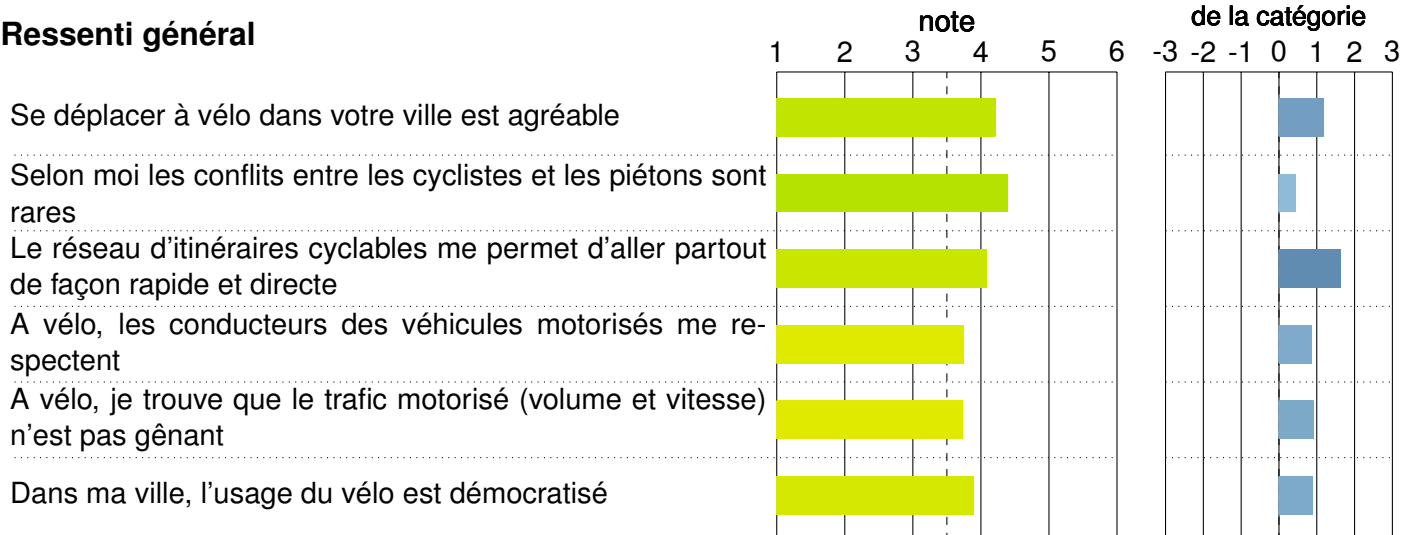 Ressenti général
note
de la catégorie
1 2 3 4 5 6
-3 -2 -1 0 1 2 3
Se déplacer à vélo dans votre ville est agréable
Selon moi les conflits entre les cyclistes et les piétons sont
rares
Le réseau d'itinéraires cyclables me permet d'aller partout
de façon rapide et directe
A vélo, les conducteurs des véhicules motorisés me re-
spectent
A vélo, je trouve que le trafic motorisé (volume et vitesse)
n'est pas gênant
Dans ma ville, l'usage du vélo est démocratisé